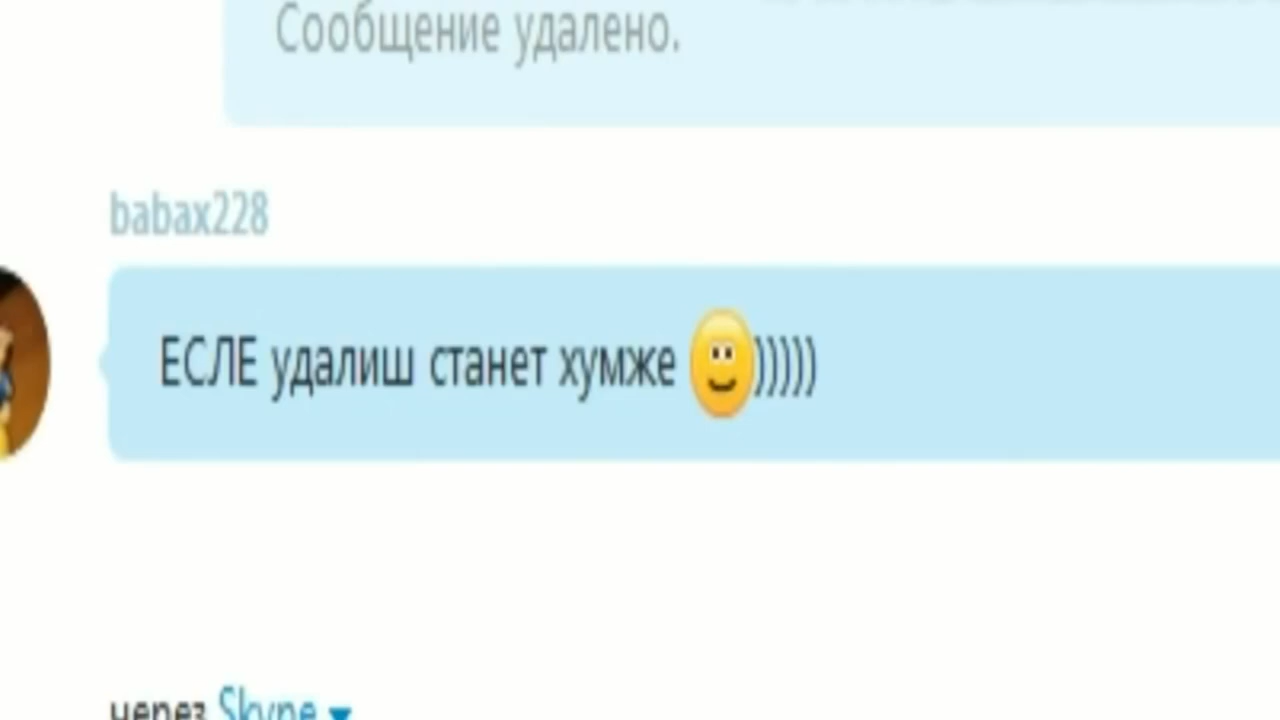 Сообщение удалено.
babax228
ЕСЛЕ удалиш станет хумже )))))
через Skype